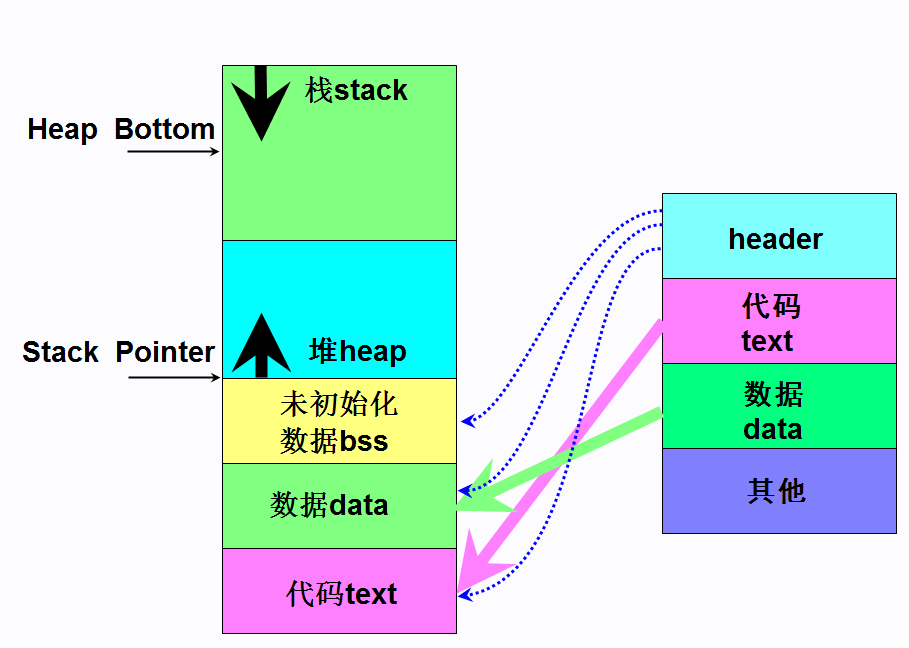 栈stack
Heap Bottom
Stack Pointer
堆heap
未初始化
数据bss
数据data
代码text
header
代码
text
数据
data
其他